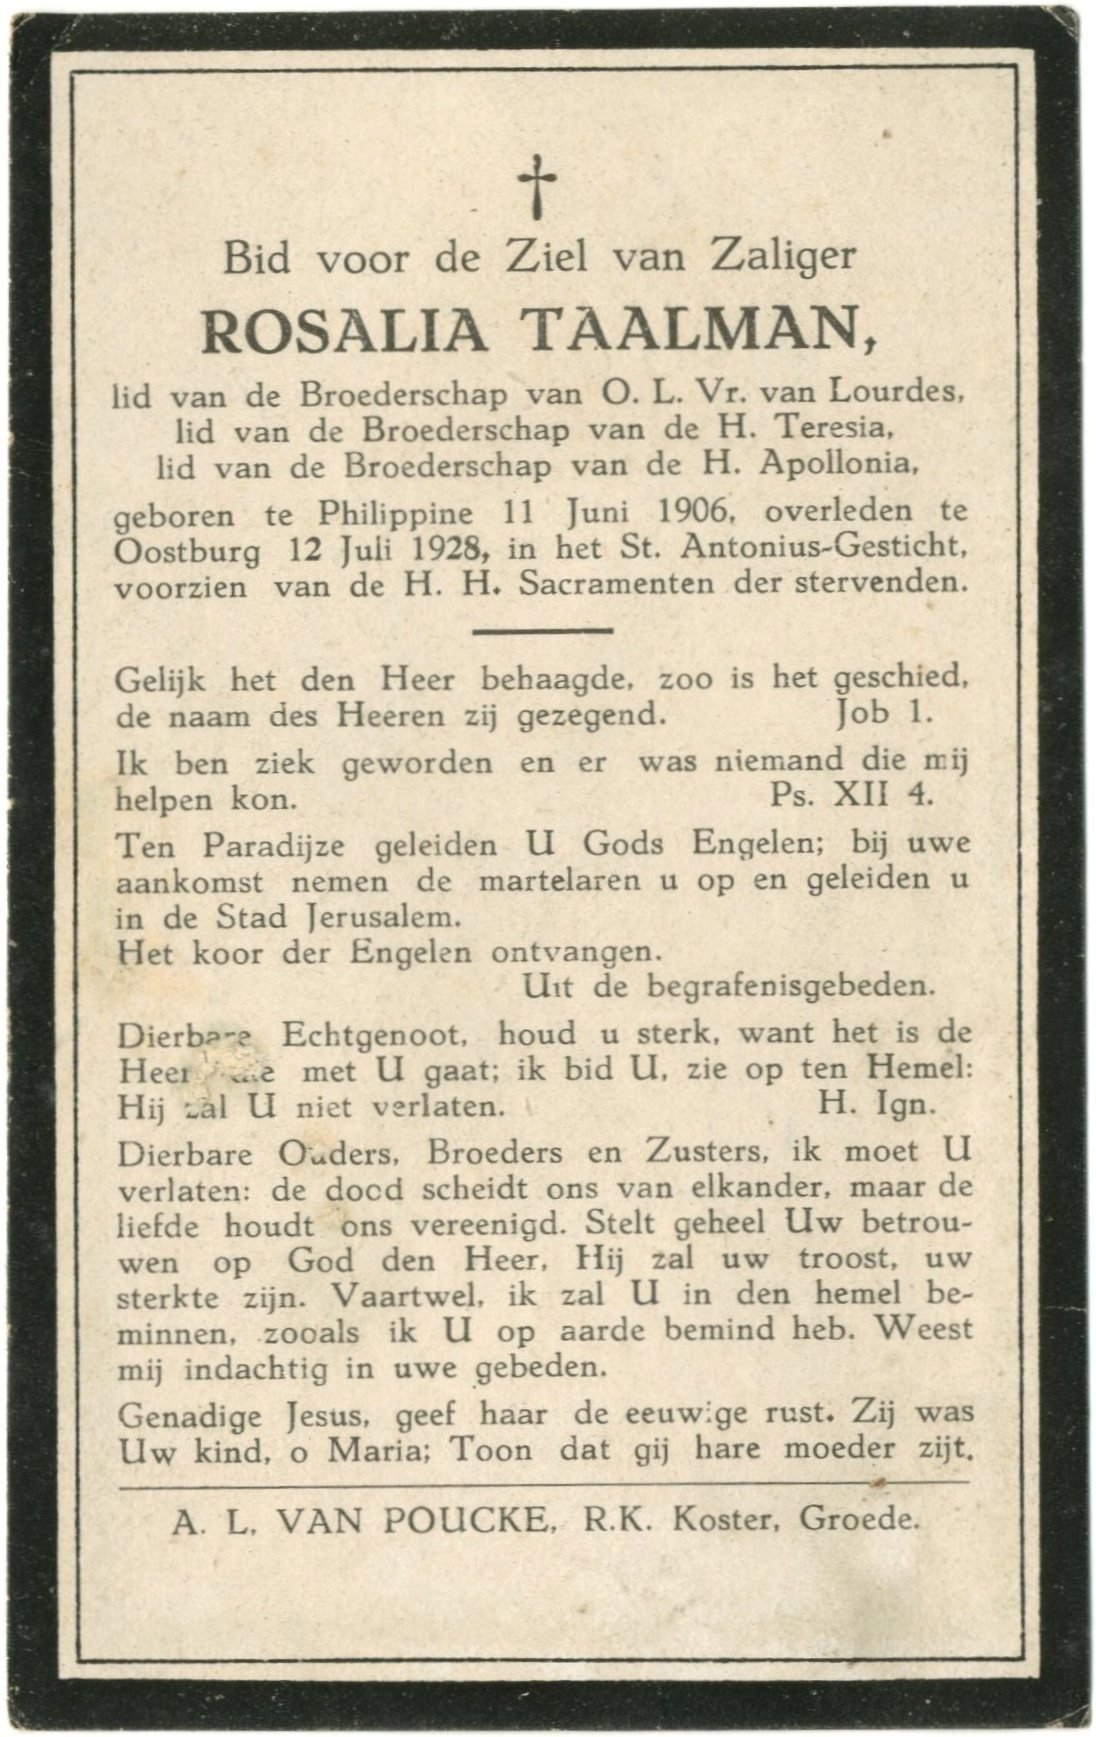 Bid voor de Ziel van Zaliger
ROSALIA TAALMAN,
lid van de Broederschap van O. L. Vr. van Lourdes,
lid van de Broederschap van de H. Teresia,
lid van de Broederschap van de H. Apollonia,
geboren te Philippine 11 Juni 1906, overleden te
Oostburg 12 Juli 1928, in het St. Antonius-Gesticht,
voorzien van de H. H. Sacramenten der stervenden.
Gelijk het den Heer behaagde, zoo is het geschied,
de naam des Heeren zij gezegend. Job 1.
Ik ben ziek geworden en er was niemand die mij
helpen kon. Ps. XII 4.
Ten Paradijze geleiden U Gods Engelen; bij uwe
aankomst nemen de martelaren u op en geleiden u
in de Stad Jerusalem.
Het koor der Engelen ontvangen.
Uit de begrafenisgebeden.
Dierbare Echtgenoot, houd u sterk, want het is de
Heer die met U gaat; ik bid U, zie op ten Hemel:
Hij zal U niet verlaten. H. Ign.
Dierbare Ouders, Broeders en Zusters, ik moet U
verlaten: de dood scheidt ons van elkander, maar de
liefde houdt ons vereenigd. Stelt geheel Uw betrou-
wen op God den Heer, Hij zal uw troost, uw
sterkte zijn. Vaartwel, ik zal U in den hemel be-
minnen, zooals ik U op aarde bemind heb. Weest
mij indachtig in uwe gebeden.
Genadige Jesus, geef haar de eeuwige rust. Zij was
Uw kind, o Maria; Toon dat gij hare moeder zijt.
A. L. VAN POUCKE, R.K. Koster, Groede.